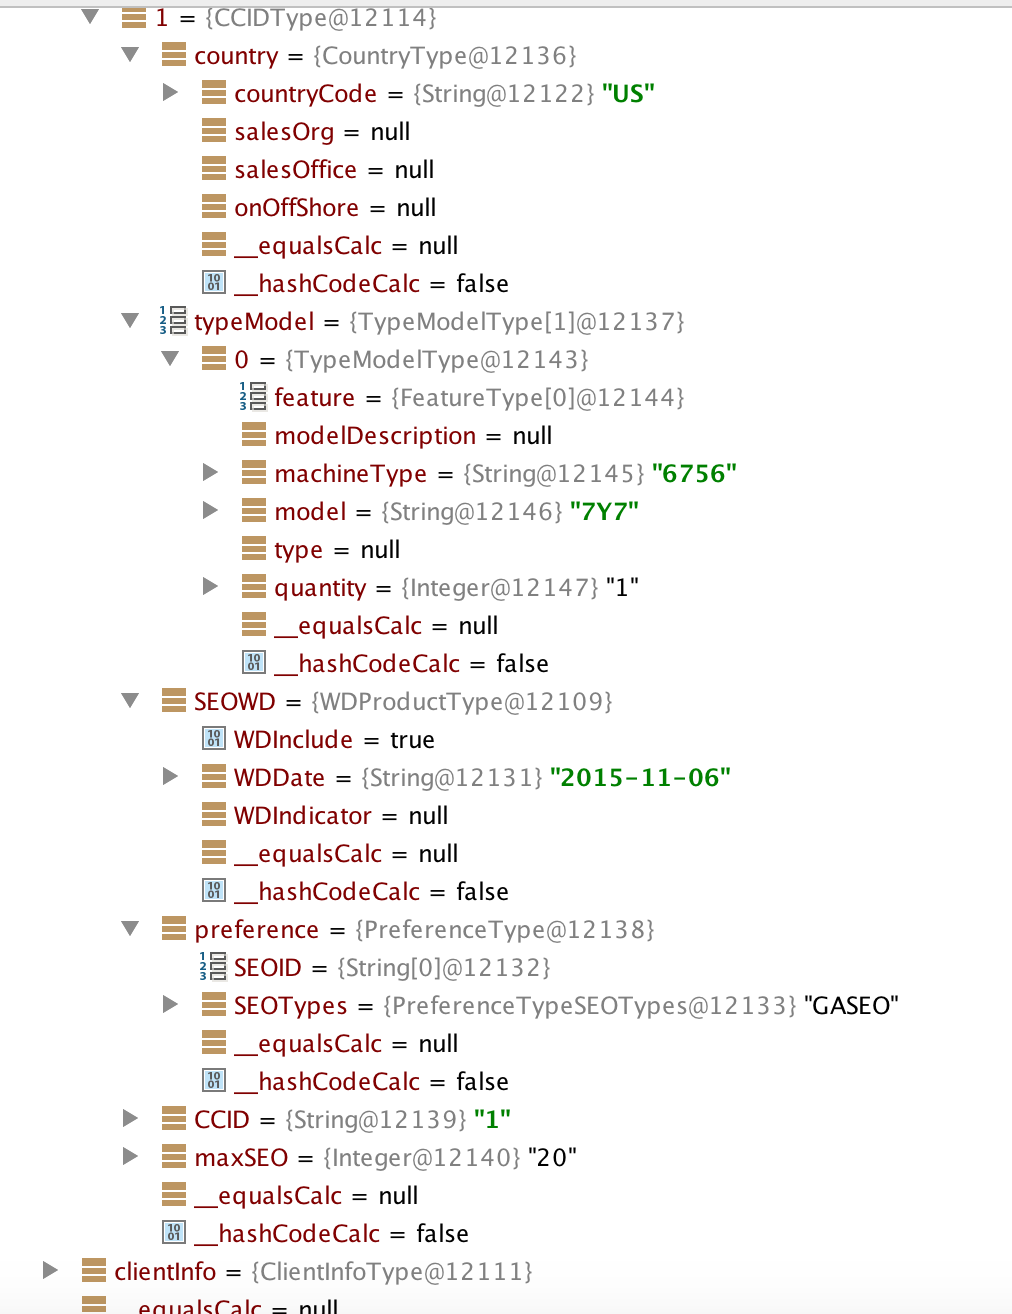 1 = {CCIDType@12114}
country = {CountryType@12136}
countryCode = {String@12122} "US"
salesOrg = null
salesOffice = null
onOffShore = null
__equalsCalc = null
__hashCodeCalc = false
typeModel = {TypeModelType[1]@12137}
0 = {TypeModelType@12143}
feature = {FeatureType[0]@12144}
modelDescription = null
machineType = {String@12145} "6756"
model = {String@12146} "7Y7"
type = null
quantity = {Integer@12147} "1"
__equalsCalc = null
__hashCodeCalc = false
SEOWD = {WDProductType@12109}
WDInclude = true
WDDate = {String@12131} "2015-11-06"
WDIndicator = null
__equalsCalc = null
__hashCodeCalc = false
preference = {PreferenceType@12138}
SEOID = {String[0]@12132}
SEOTypes = {PreferenceTypeSEOTypes@12133} "GASEO"
__equalsCalc = null
__hashCodeCalc = false
CCID = {String@12139} "1"
maxSEO = {Integer@12140} "20"
__equalsCalc = null
__hashCodeCalc = false
clientInfo = {ClientInfoType@12111}
__equalsCalc = null